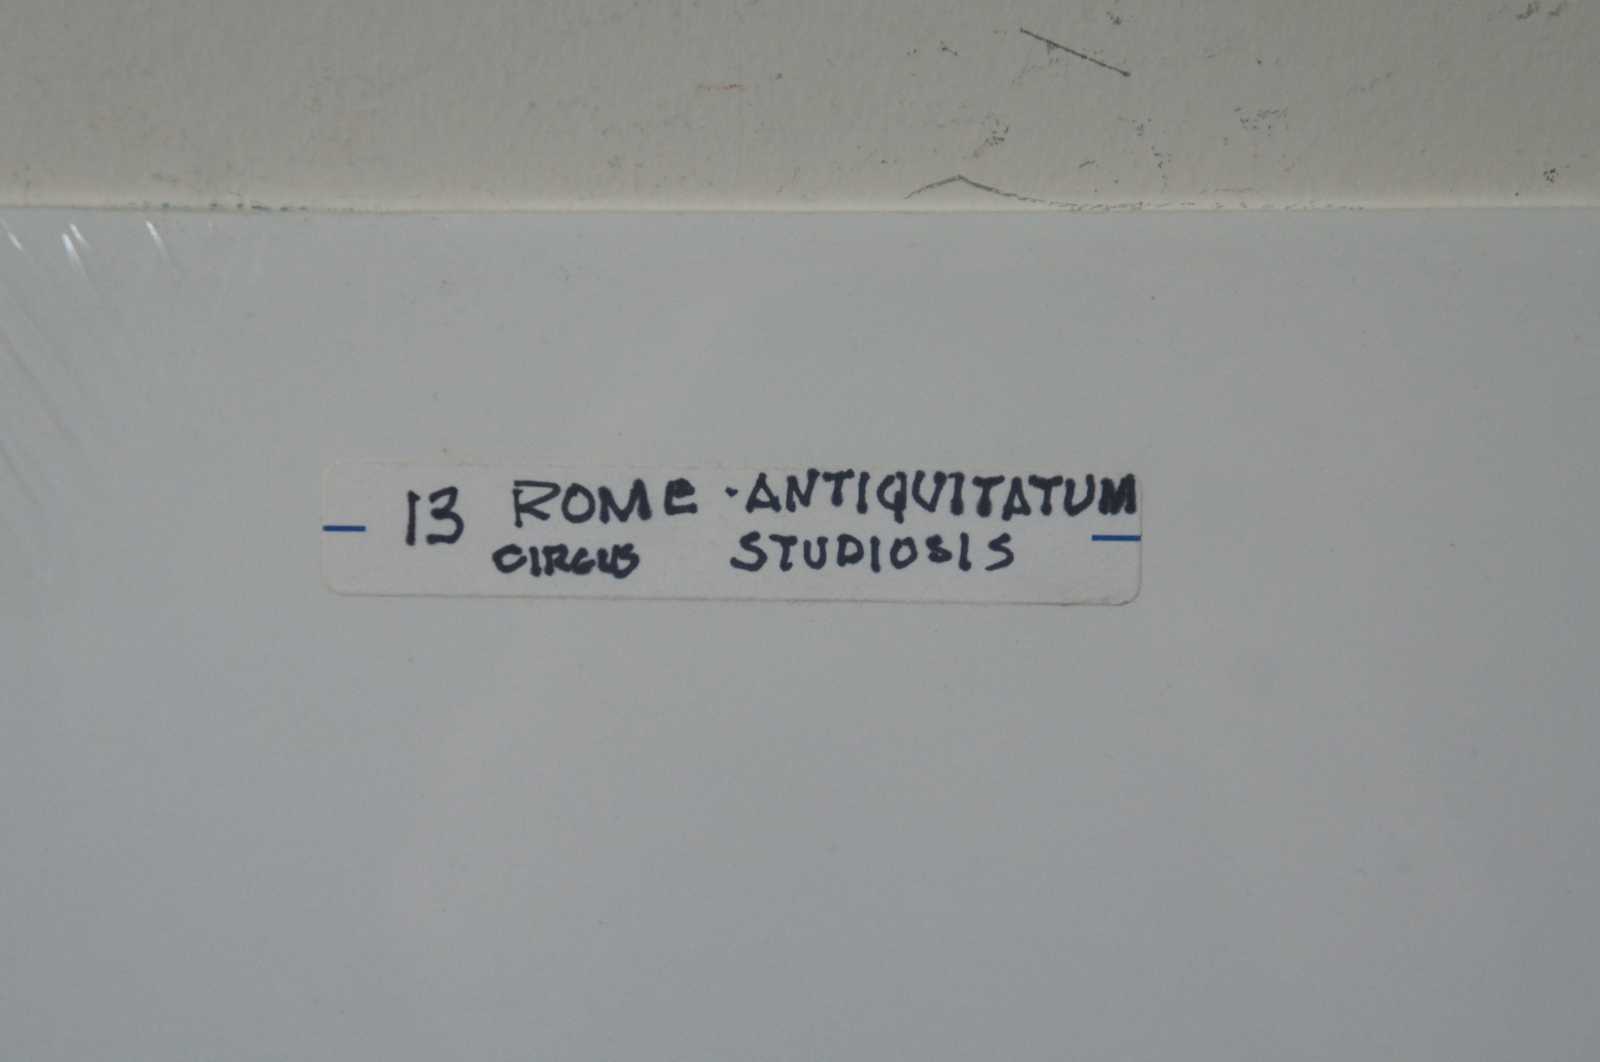 13 ROME · ANTIQUITATUM
CIRCUS STUDIOSIS